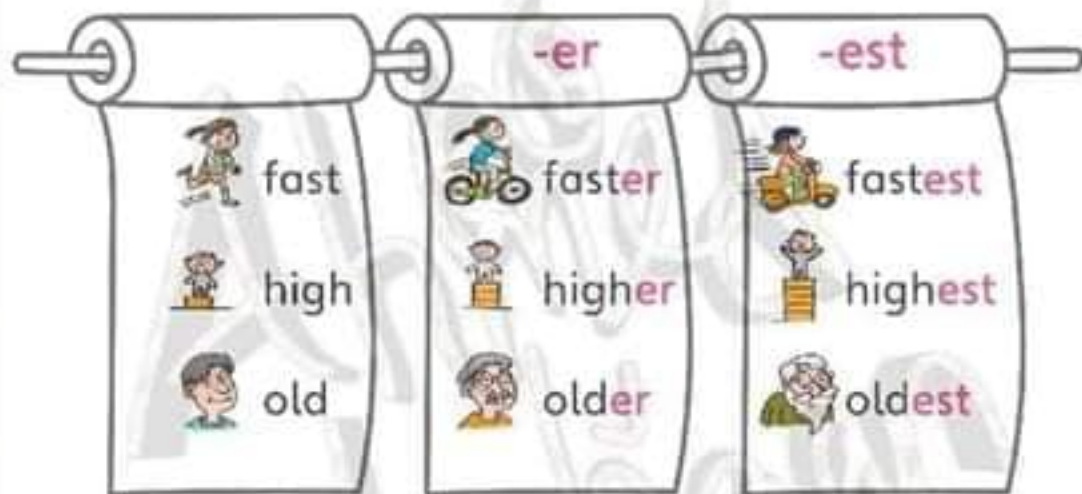 -er -est
fast faster fastest
high higher highest
old older oldest